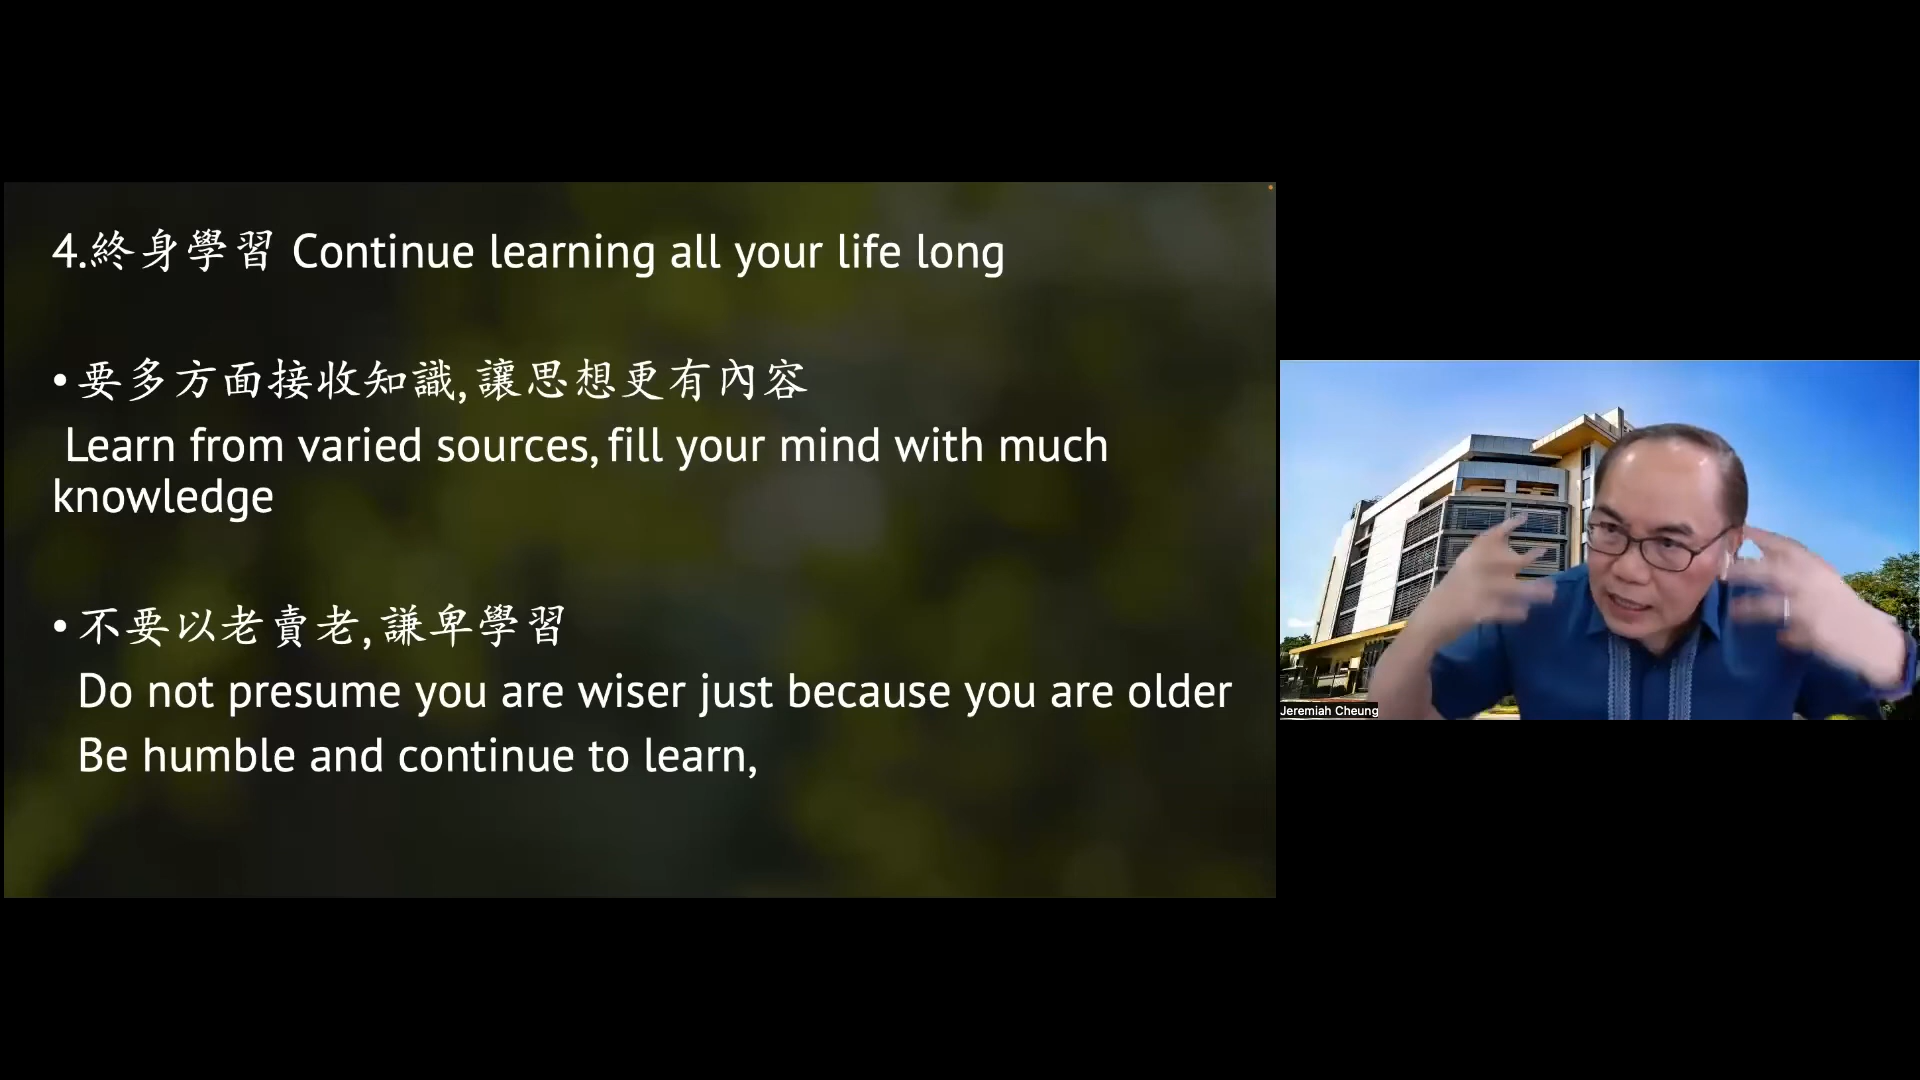 4.終身學習 Continue learning all your life long
•要多方面接收知識,讓思想更有內容
Learn from varied sources, fill your mind with much
knowledge
•不要以老賣老,謙卑學習
Do not presume you are wiser just because you are older
Be humble and continue to learn,
Jeremiah Cheung